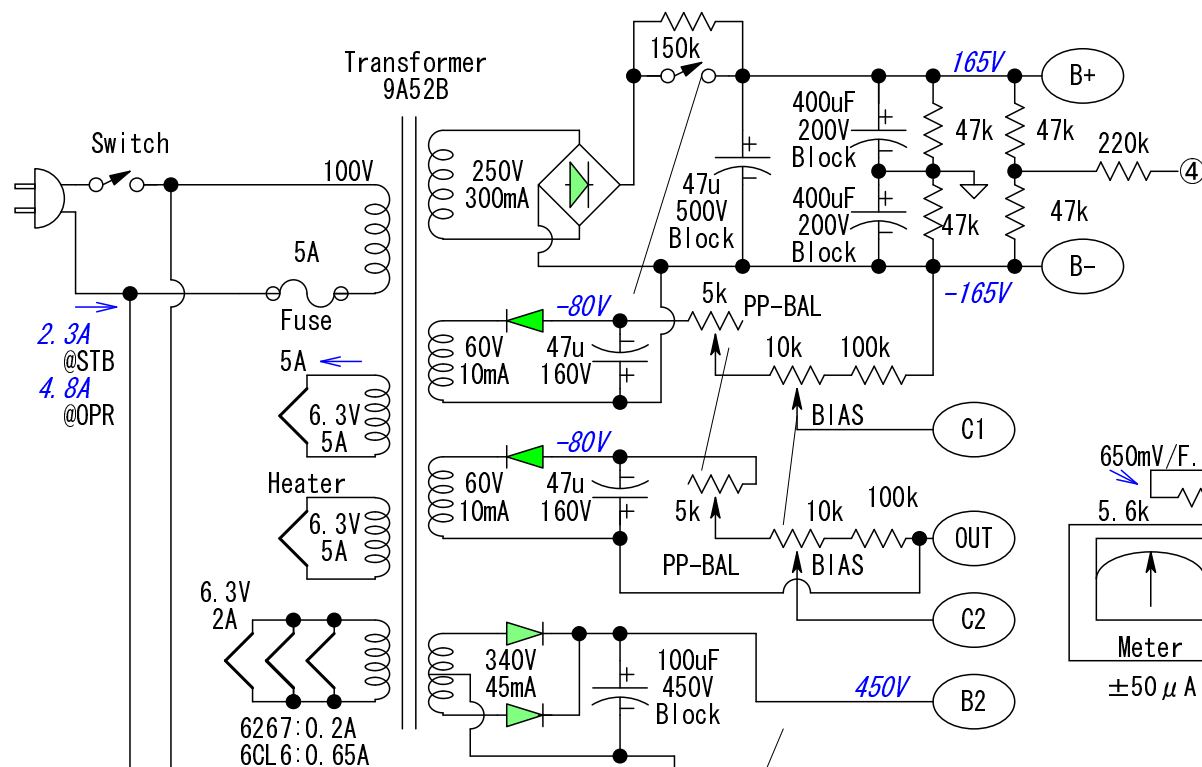 150k
Transformer
9A52B
165V
B+
400uF
200V
Block
47k
47k
220k
④
Switch
100V
250V
300mA
47u
500V
Block
400uF
200V
Block
47k
47k
B-
-165V
5A
Fuse
2.3A
@STB
4.8A
@OPR
-80V
5k
PP-BAL
60V
10mA
47u
160V
10k
100k
5A
6.3V
5A
BIAS
C1
-80V
60V
10mA
47u
160V
5k
10k
100k
OUT
650mV/F.
5.6k
Heater
6.3V
5A
PP-BAL
BIAS
C2
6.3V
2A
340V
45mA
100uF
450V
Block
450V
B2
Meter
±50μA
6267:0.2A
6CL6:0.65A